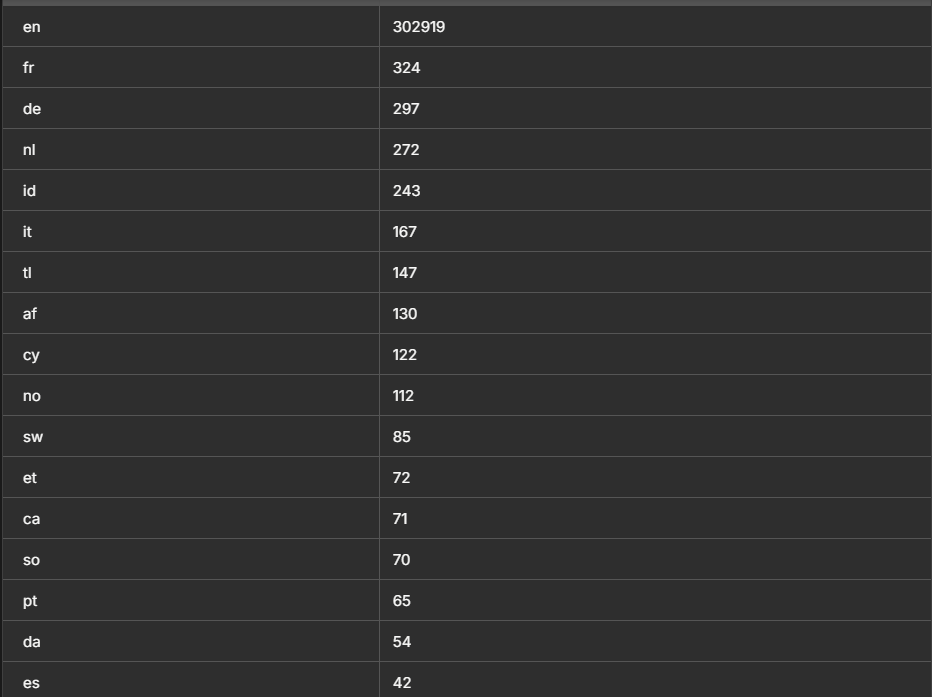 en 302919
fr 324
de 297
nl 272
id 243
it 167
tl 147
af 130
cy 122
no 112
sw 85
et 72
ca 71
so 70
pt 65
da 54
es 42